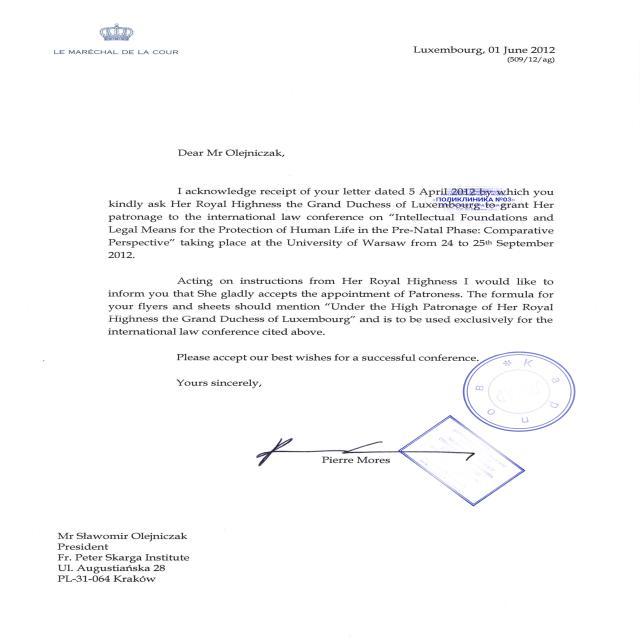 LE MARÉCHAL DE LA COUR
Luxembourg, 01 June 2012
(509/12/ag)
Dear Mr Olejniczak,
I acknowledge receipt of your letter dated 5 April 2012 by which you
kindly ask Her Royal Highness the Grand Duchess of Luxembourg to grant Her
«ПОЛИКЛИНИКА №03»
patronage to the international law conference on “Intellectual Foundations and
Legal Means for the Protection of Human Life in the Pre-Natal Phase: Comparative
Perspective” taking place at the University of Warsaw from 24 to 25th September
2012.
Acting on instructions from Her Royal Highness I would like to
inform you that She gladly accepts the appointment of Patroness. The formula for
your flyers and sheets should mention “Under the High Patronage of Her Royal
Highness the Grand Duchess of Luxembourg” and is to be used exclusively for the
international law conference cited above.
Please accept our best wishes for a successful conference.
Yours sincerely,
* Карпов
Pierre Mores
Mr Sławomir Olejniczak
President
Fr. Peter Skarga Institute
Ul. Augustiańska 28
PL-31-064 Kraków